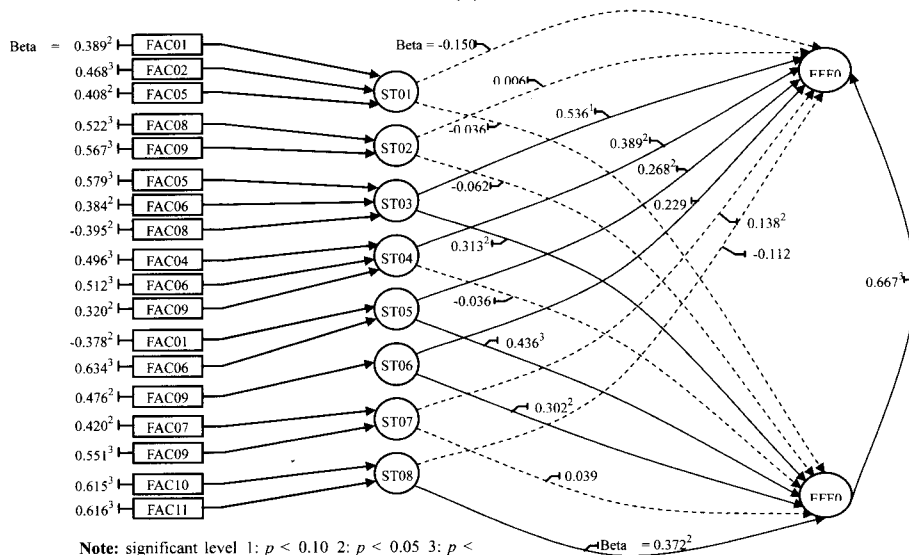 Beta = 0.389² FAC01
0.468³ FAC02
0.408² FAC05
0.522³ FAC08
0.567³ FAC09
0.579³ FAC05
0.384² FAC06
-0.395² FAC08
0.496³ FAC04
0.512³ FAC06
0.320² FAC09
-0.378² FAC01
0.634³ FAC06
0.476² FAC09
0.420² FAC07
0.551³ FAC09
0.615³ FAC10
0.616³ FAC11
ST01
ST02
ST03
ST04
ST05
ST06
ST07
ST08
Beta = -0.150
0.006
-0.036
0.536¹
0.389²
-0.062
0.268²
0.229
0.138²
0.313²
-0.112
-0.036
0.436³
0.302²
0.039
Beta = 0.372²
0.667³
Note: significant level 1: p < 0.10 2: p < 0.05 3: p <